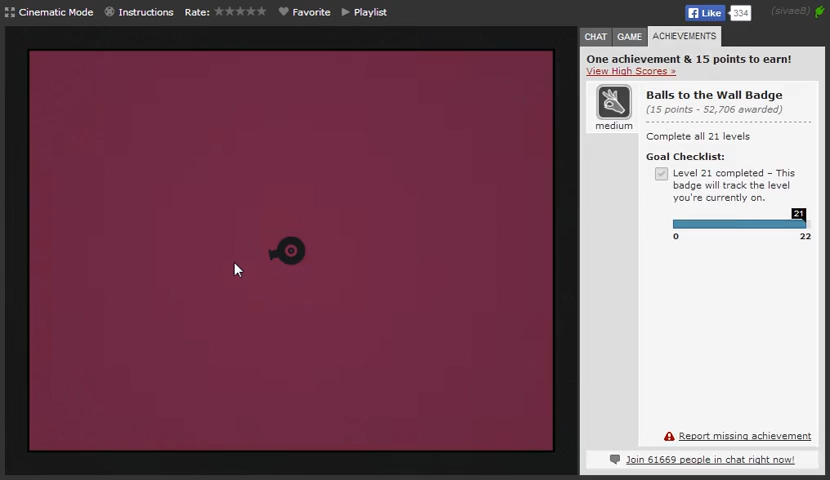 Cinematic Mode Instructions Rate: Favorite Playlist
Like 334 (sivae8)
CHAT GAME ACHIEVEMENTS
One achievement & 15 points to earn!
View High Scores »
Balls to the Wall Badge
(15 points - 52,706 awarded)
medium
Complete all 21 levels
Goal Checklist:
Level 21 completed – This
badge will track the level
you're currently on.
21
0 22
Report missing achievement
Join 61669 people in chat right now!